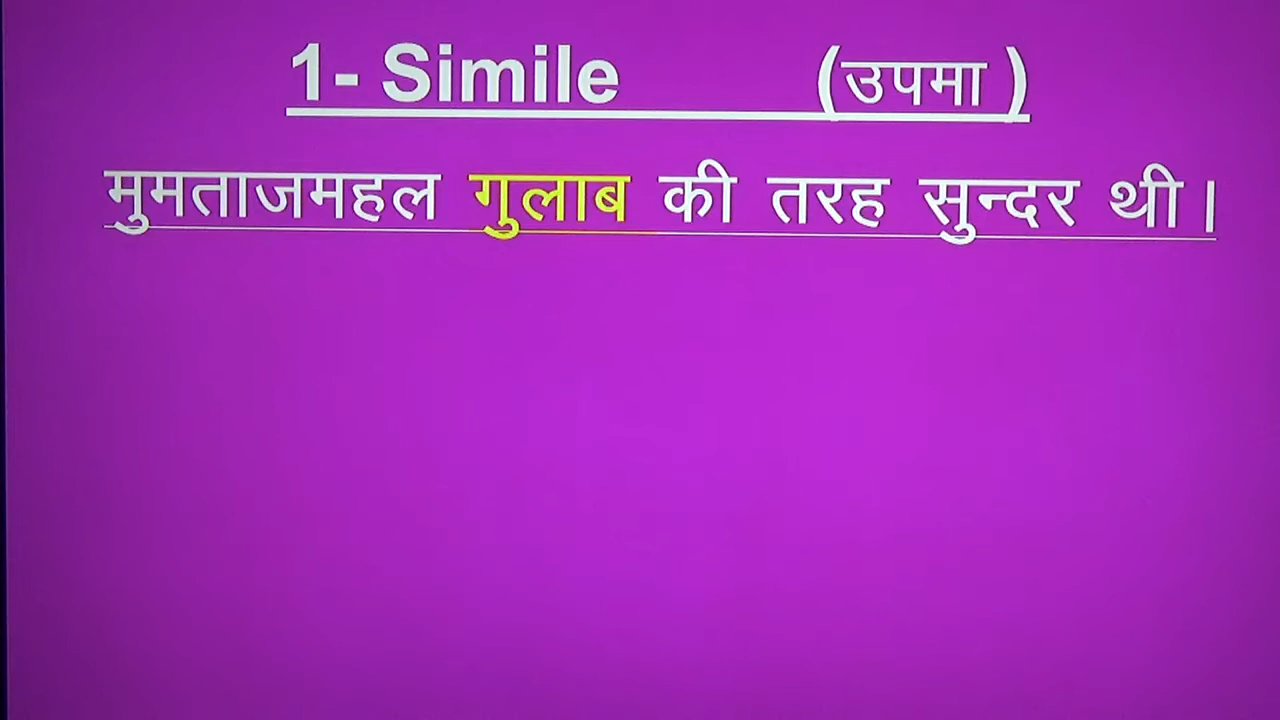 1- Simile (उपमा )
मुमताजमहल गुलाब की तरह सुन्दर थी।